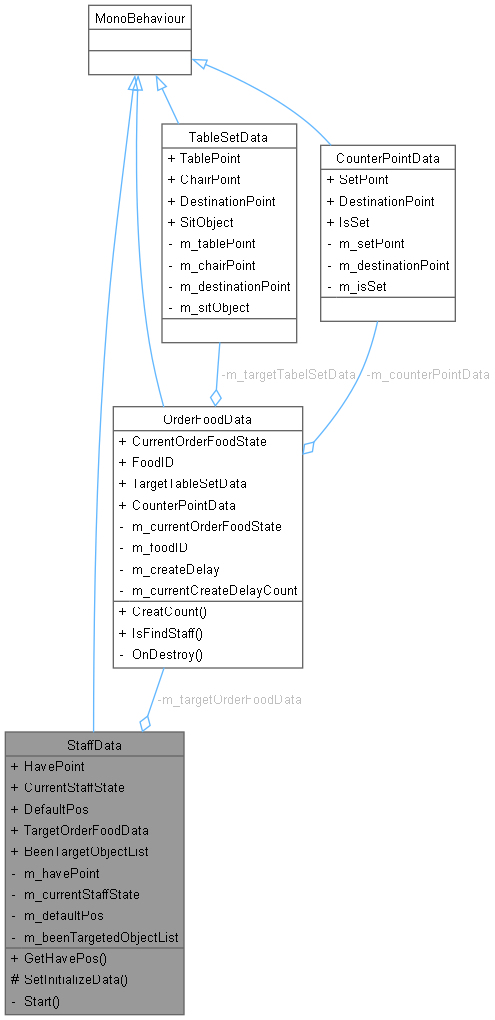 MonoBehaviour
TableSetData
+ TablePoint
+ ChairPoint
+ DestinationPoint
+ SitObject
- m_tablePoint
- m_chairPoint
- m_destinationPoint
- m_sitObject
CounterPointData
+ SetPoint
+ DestinationPoint
+ IsSet
- m_setPoint
- m_destinationPoint
- m_isSet
-m_targetTabelSetData
-m_counterPointData
OrderFoodData
+ CurrentOrderFoodState
+ FoodID
+ TargetTableSetData
+ CounterPointData
- m_currentOrderFoodState
- m_foodID
- m_createDelay
- m_currentCreateDelayCount
+ CreatCount()
+ IsFindStaff()
- OnDestroy()
-m_targetOrderFoodData
StaffData
+ HavePoint
+ CurrentStaffState
+ DefaultPos
+ TargetOrderFoodData
+ BeenTargetObjectList
- m_havePoint
- m_currentStaffState
- m_defaultPos
- m_beenTargetedObjectList
+ GetHavePos()
# SetInitializeData()
- Start()